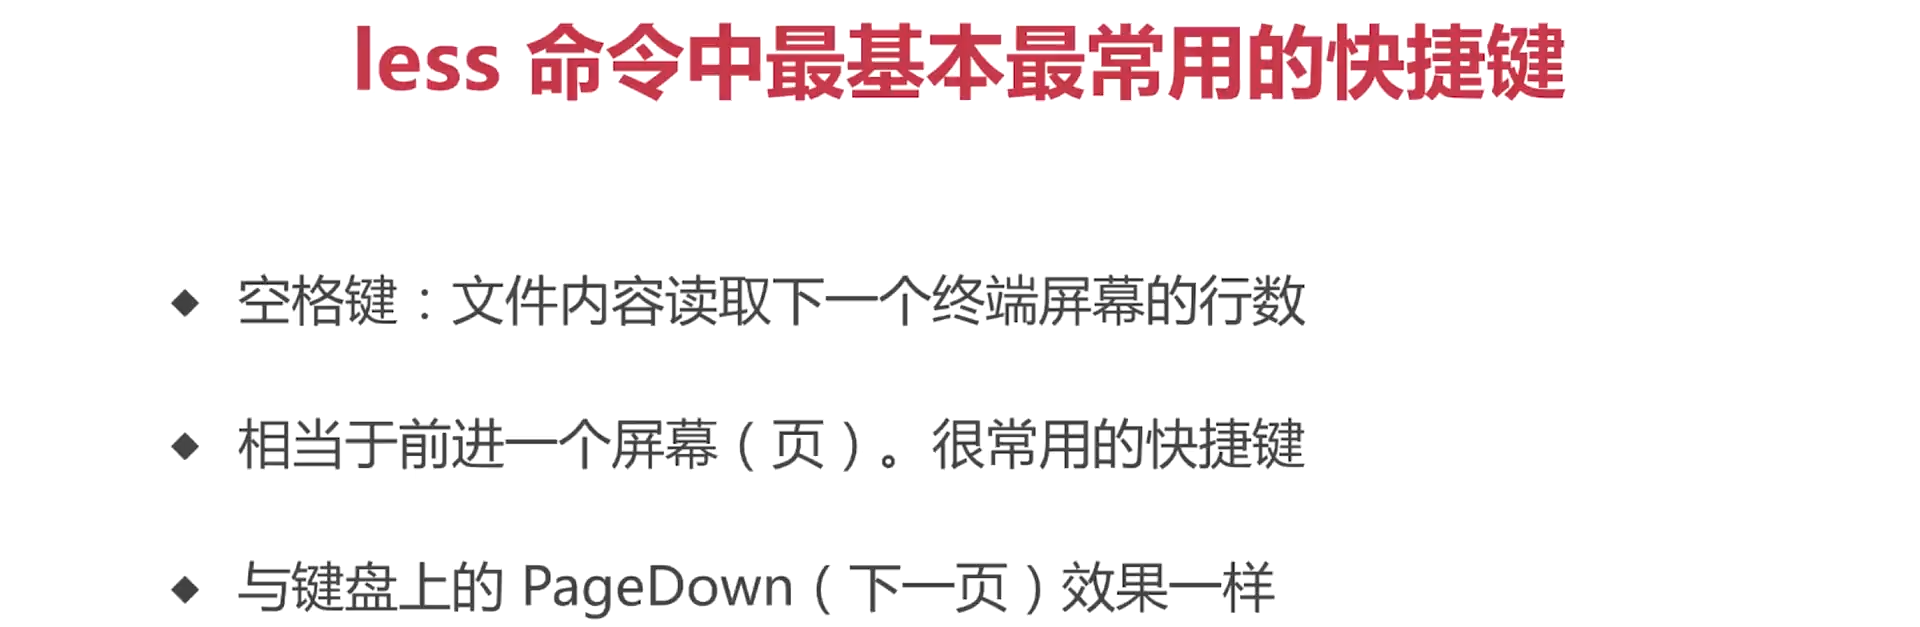 less 命令中最基本最常用的快捷键
◆ 空格键：文件内容读取下一个终端屏幕的行数
◆ 相当于前进一个屏幕（页）。很常用的快捷键
◆ 与键盘上的 PageDown（下一页）效果一样